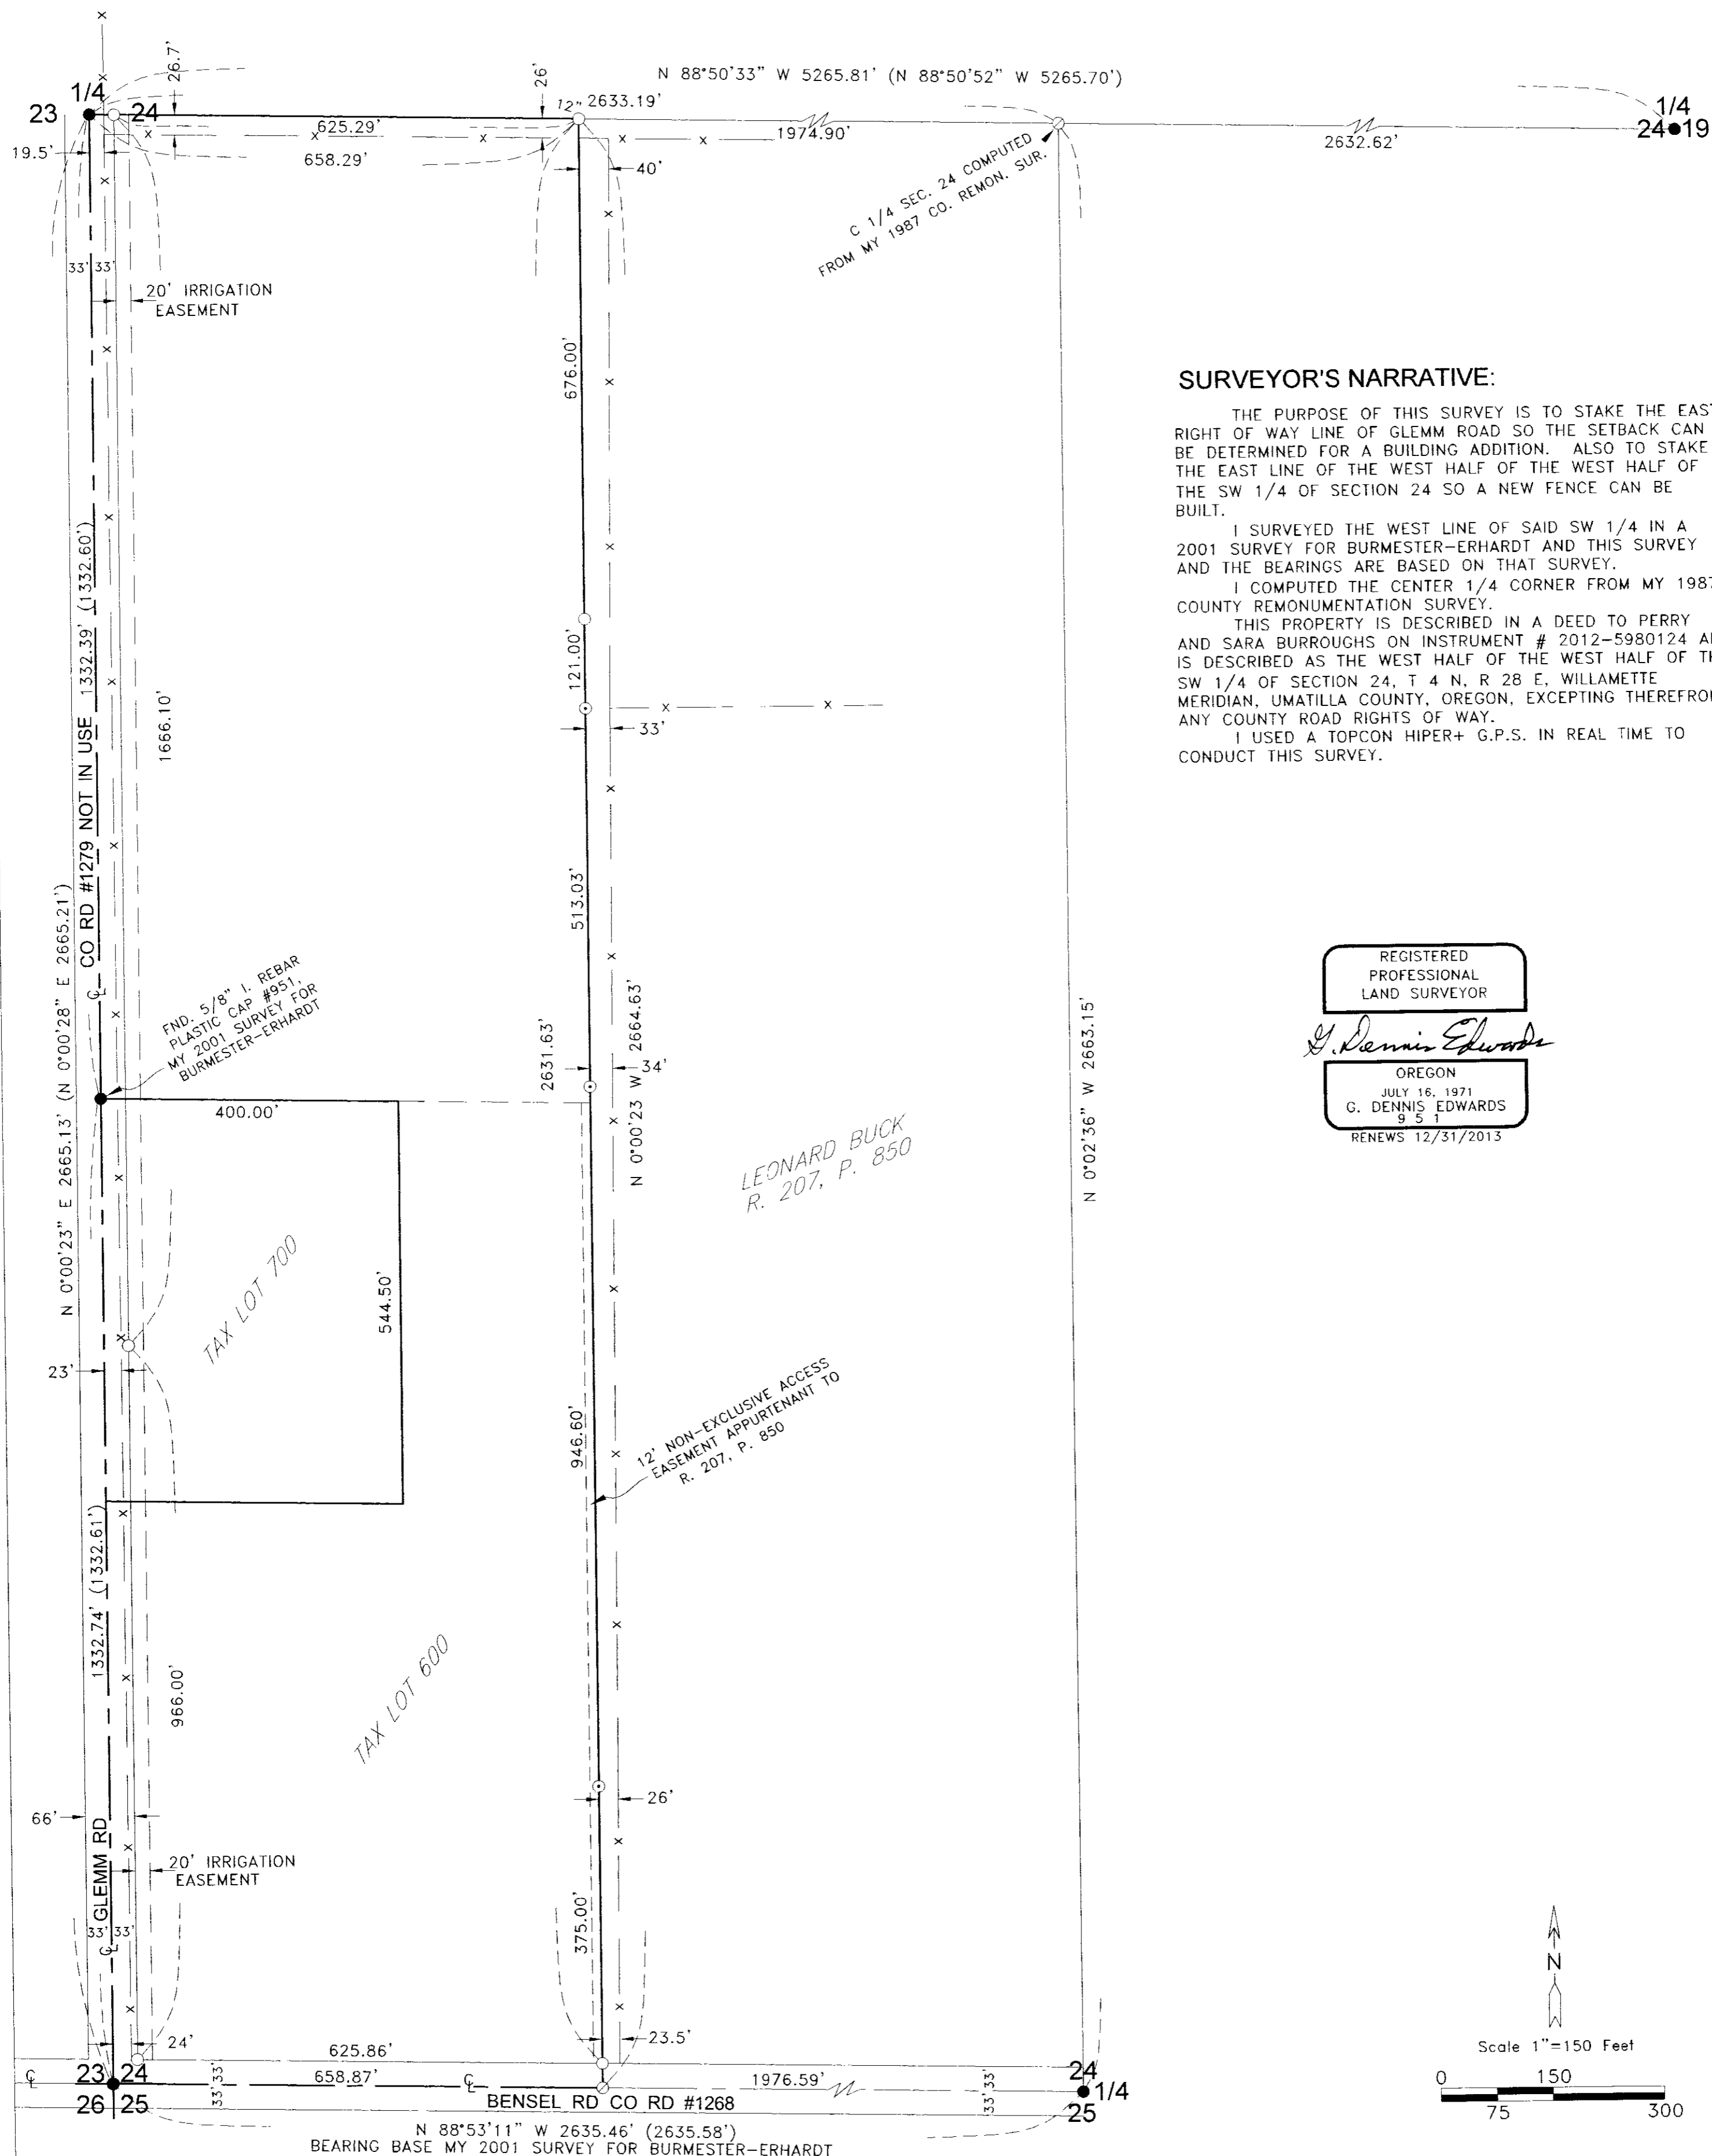 N 88°50'33" W 5265.81' (N 88°50'52" W 5265.70')
26.7'
26'
1/4
23
24
12"
2633.19'
1/4
24
19
625.29'
1974.90'
2632.62'
19.5'
658.29'
40'
C 1/4 SEC. 24 COMPUTED
FROM MY 1987 CO. REMON. SUR.
33'
33'
20' IRRIGATION
EASEMENT
676.00'
SURVEYOR'S NARRATIVE:
THE PURPOSE OF THIS SURVEY IS TO STAKE THE EAST
RIGHT OF WAY LINE OF GLEMM ROAD SO THE SETBACK CAN
BE DETERMINED FOR A BUILDING ADDITION. ALSO TO STAKE
THE EAST LINE OF THE WEST HALF OF THE WEST HALF OF
THE SW 1/4 OF SECTION 24 SO A NEW FENCE CAN BE
BUILT.
I SURVEYED THE WEST LINE OF SAID SW 1/4 IN A
2001 SURVEY FOR BURMESTER-ERHARDT AND THIS SURVEY
AND THE BEARINGS ARE BASED ON THAT SURVEY.
I COMPUTED THE CENTER 1/4 CORNER FROM MY 1987
COUNTY REMONUMENTATION SURVEY.
THIS PROPERTY IS DESCRIBED IN A DEED TO PERRY
AND SARA BURROUGHS ON INSTRUMENT # 2012-5980124 A
IS DESCRIBED AS THE WEST HALF OF THE WEST HALF OF TH
SW 1/4 OF SECTION 24, T 4 N, R 28 E, WILLAMETTE
MERIDIAN, UMATILLA COUNTY, OREGON, EXCEPTING THEREFROM
ANY COUNTY ROAD RIGHTS OF WAY.
I USED A TOPCON HIPER+ G.P.S. IN REAL TIME TO
CONDUCT THIS SURVEY.
CO RD #1279 NOT IN USE
1332.39' (1332.60')
1666.10'
121.00'
33'
513.03'
N 0°00'23" E 2665.13' (N 0°00'28" E 2665.21')
FND. 5/8" I. REBAR
PLASTIC CAP #951,
MY 2001 SURVEY FOR
BURMESTER-ERHARDT
2631.63'
N 0°00'23 W 2664.63'
34'
N 0°02'36" W 2663.15'
REGISTERED
PROFESSIONAL
LAND SURVEYOR
G. Dennis Edwards
OREGON
JULY 16, 1971
G. DENNIS EDWARDS
951
RENEWS 12/31/2013
400.00'
LEONARD BUCK
R. 207, P. 850
TAX LOT 700
544.50'
23'
946.60'
12' NON-EXCLUSIVE ACCESS
EASEMENT APPURTENANT TO
R. 207, P. 850
1332.74' (1332.61')
966.00'
TAX LOT 600
66'
GLEMM RD
26'
20' IRRIGATION
EASEMENT
33'
33'
375.00'
24'
625.86'
23.5'
23
24
26
25
33'
33'
658.87'
1976.59'
33'
33'
24
1/4
25
BENSEL RD CO RD #1268
N 88°53'11" W 2635.46' (2635.58')
BEARING BASE MY 2001 SURVEY FOR BURMESTER-ERHARDT
N
Scale 1"=150 Feet
0
150
75
300